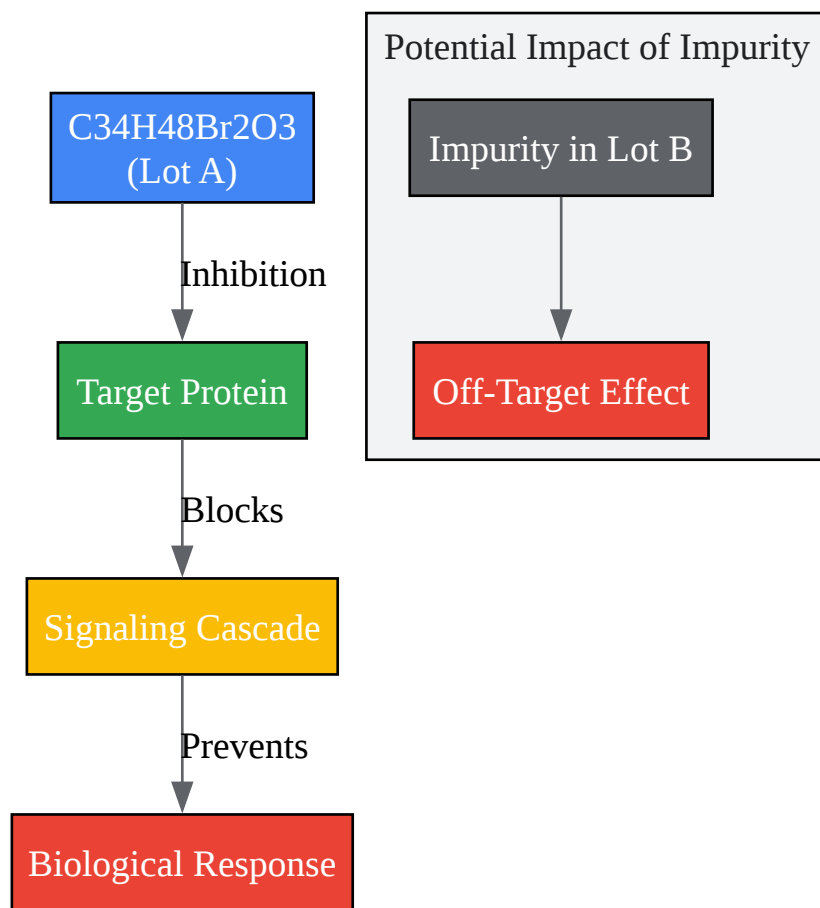 C34H48Br2O3
(Lot A)
Inhibition
Target Protein
Blocks
Signaling Cascade
Prevents
Biological Response
Potential Impact of Impurity
Impurity in Lot B
Off-Target Effect